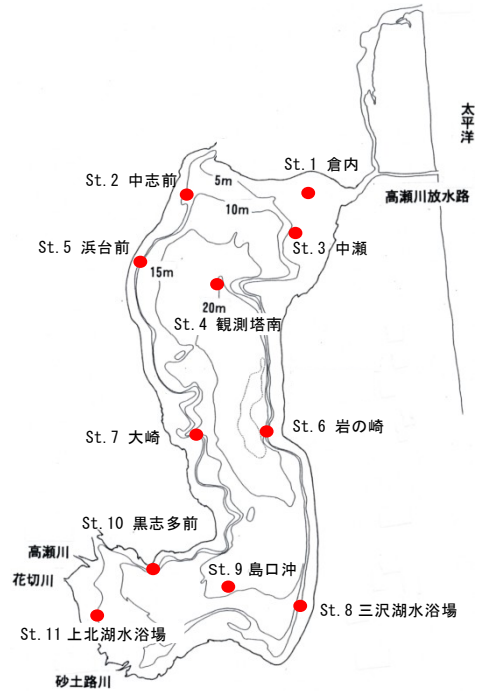 太平洋
St.1 倉内
St.2 中志前
5m
高瀬川放水路
10m
St.3 中瀬
St.5 浜台前
15m
20m
St.4 観測塔南
St.7 大崎
St.6 岩の崎
St.10 黒志多前
高瀬川
St.9 島口沖
花切川
St.8 三沢湖水浴場
St.11 上北湖水浴場
砂土路川